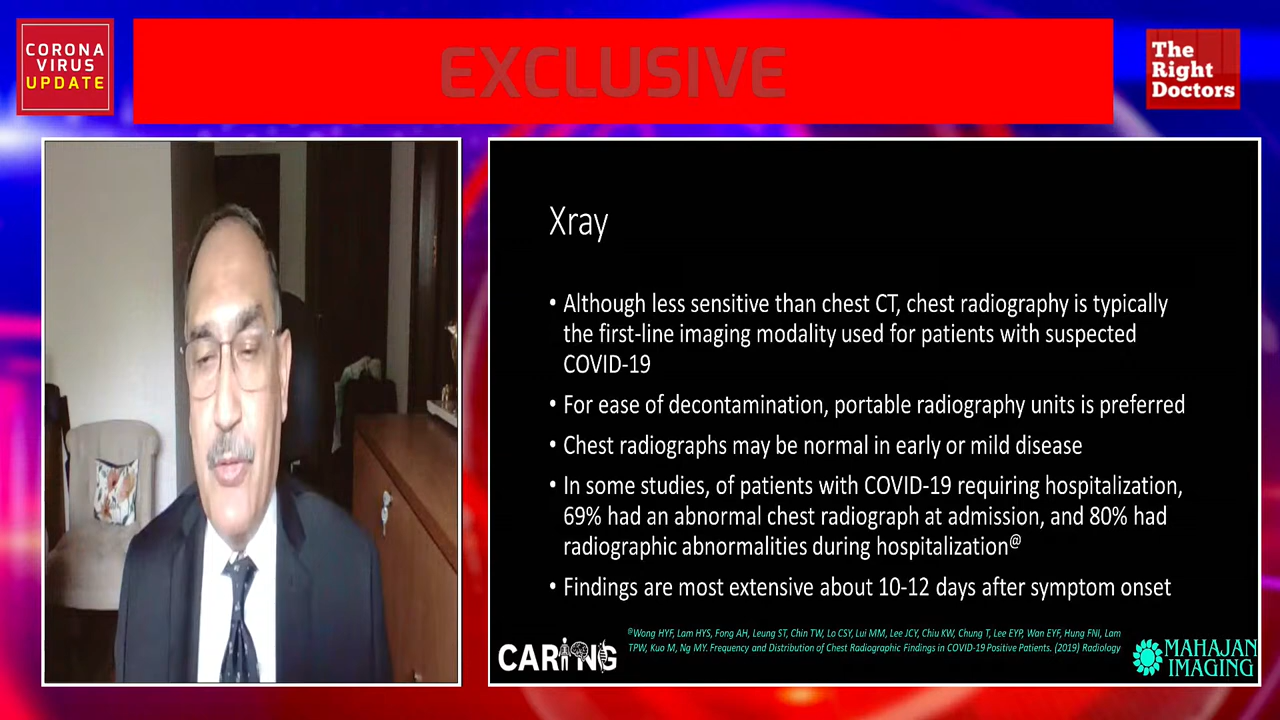 CORONA
VIRUS
UPDATE
EXCLUSIVE
The
Right
Doctors
Xray
• Although less sensitive than chest CT, chest radiography is typically
the first-line imaging modality used for patients with suspected
COVID-19
• For ease of decontamination, portable radiography units is preferred
• Chest radiographs may be normal in early or mild disease
• In some studies, of patients with COVID-19 requiring hospitalization,
69% had an abnormal chest radiograph at admission, and 80% had
radiographic abnormalities during hospitalization@
• Findings are most extensive about 10-12 days after symptom onset
@Wong HYF, Lam HYS, Fong AH, Leung ST, Chin TW, Lo CSY, Lui MM, Lee JCY, Chiu KW, Chung T, Lee EYP, Wan EYF, Hung FNI, Lam
TPW, Kuo M, Ng MY. Frequency and Distribution of Chest Radiographic Findings in COVID-19 Positive Patients. (2019) Radiology
CARING
MAHAJAN
IMAGING